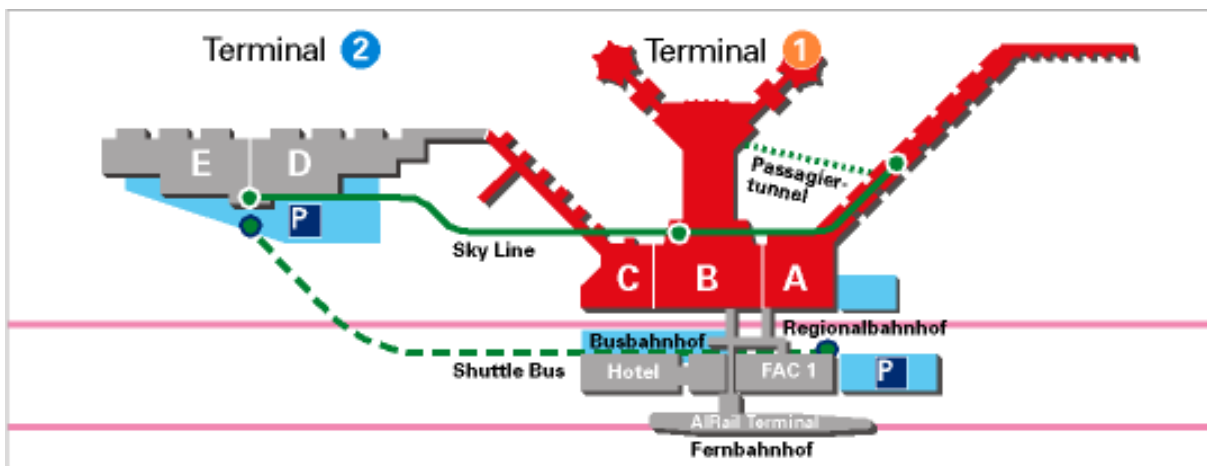 Terminal 2
Terminal 1
E
D
Passagier-
tunnel
P
Sky Line
C
B
A
Regionalbahnhof
Busbahnhof
Shuttle Bus
Hotel
FAC 1
P
AIRail Terminal
Fernbahnhof